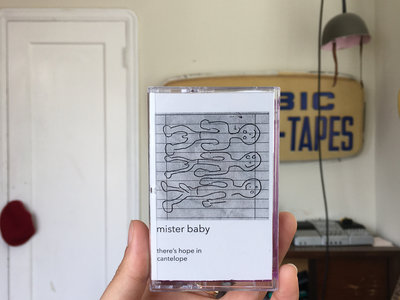 BIC
-TAPES
mister baby
there's hope in
cantelope